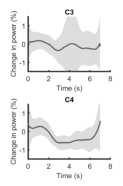 C3
Change in power (%)
1
0
-1
0 2 4 6 8
Time (s)
C4
Change in power (%)
1
0
-1
0 2 4 6 8
Time (s)